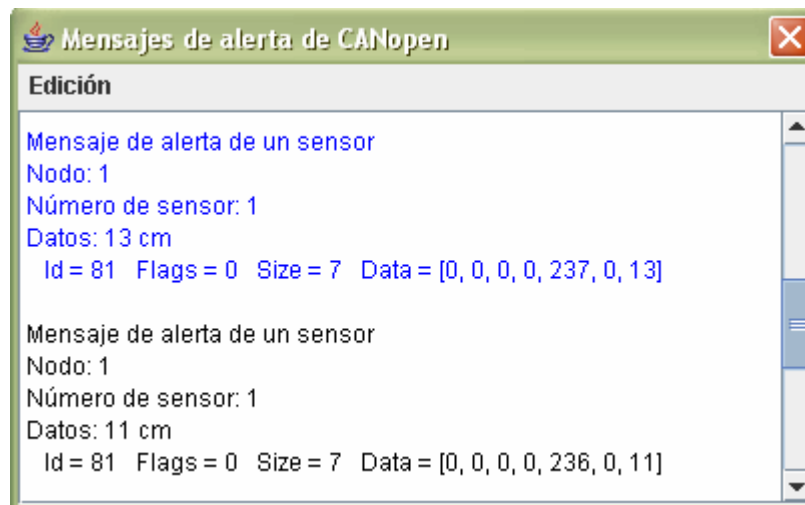 Mensajes de alerta de CANopen
Edición
Mensaje de alerta de un sensor
Nodo: 1
Número de sensor: 1
Datos: 13 cm
Id = 81 Flags = 0 Size = 7 Data = [0, 0, 0, 0, 237, 0, 13]
Mensaje de alerta de un sensor
Nodo: 1
Número de sensor: 1
Datos: 11 cm
Id = 81 Flags = 0 Size = 7 Data = [0, 0, 0, 0, 236, 0, 11]